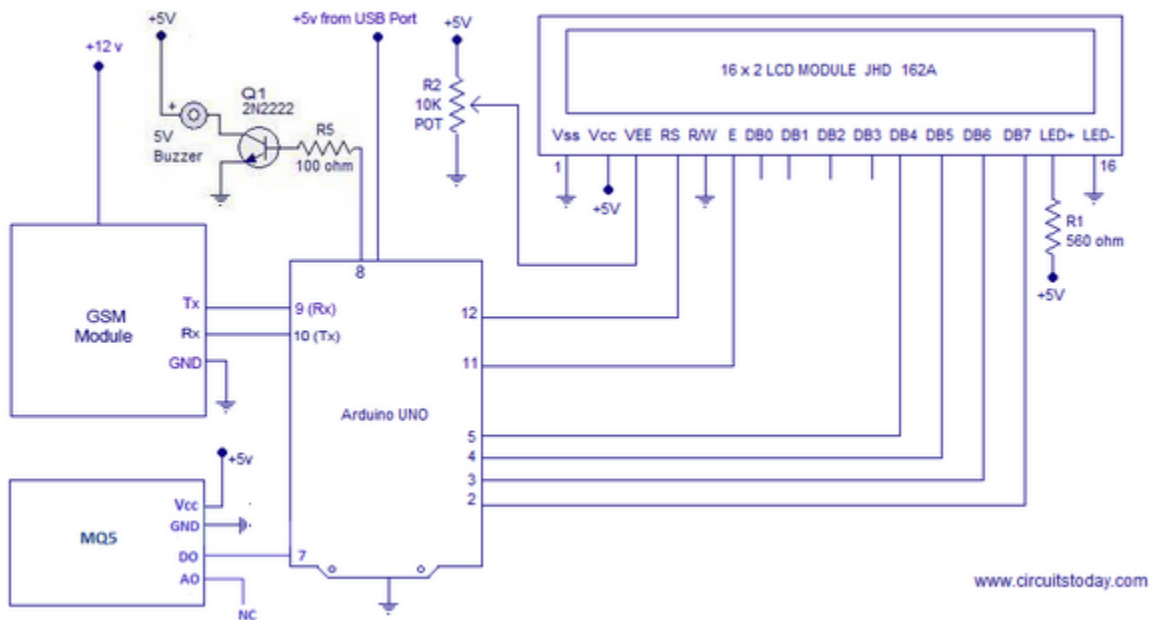 +5V
+5v from USB Port
+5V
+12 v
16 x 2 LCD MODULE JHD 162A
Q1
2N2222
R2
10K
POT
+
5V
Buzzer
R5
100 ohm
Vss Vcc VEE RS R/W E DB0 DB1 DB2 DB3 DB4 DB5 DB6 DB7 LED+ LED-
1
16
+5V
R1
560 ohm
+5V
8
GSM
Module
Tx
Rx
GND
9 (Rx)
10 (Tx)
12
11
Arduino UNO
5
4
3
2
+5v
MQ5
Vcc
GND
DO
AO
7
NC
www.circuitstoday.com